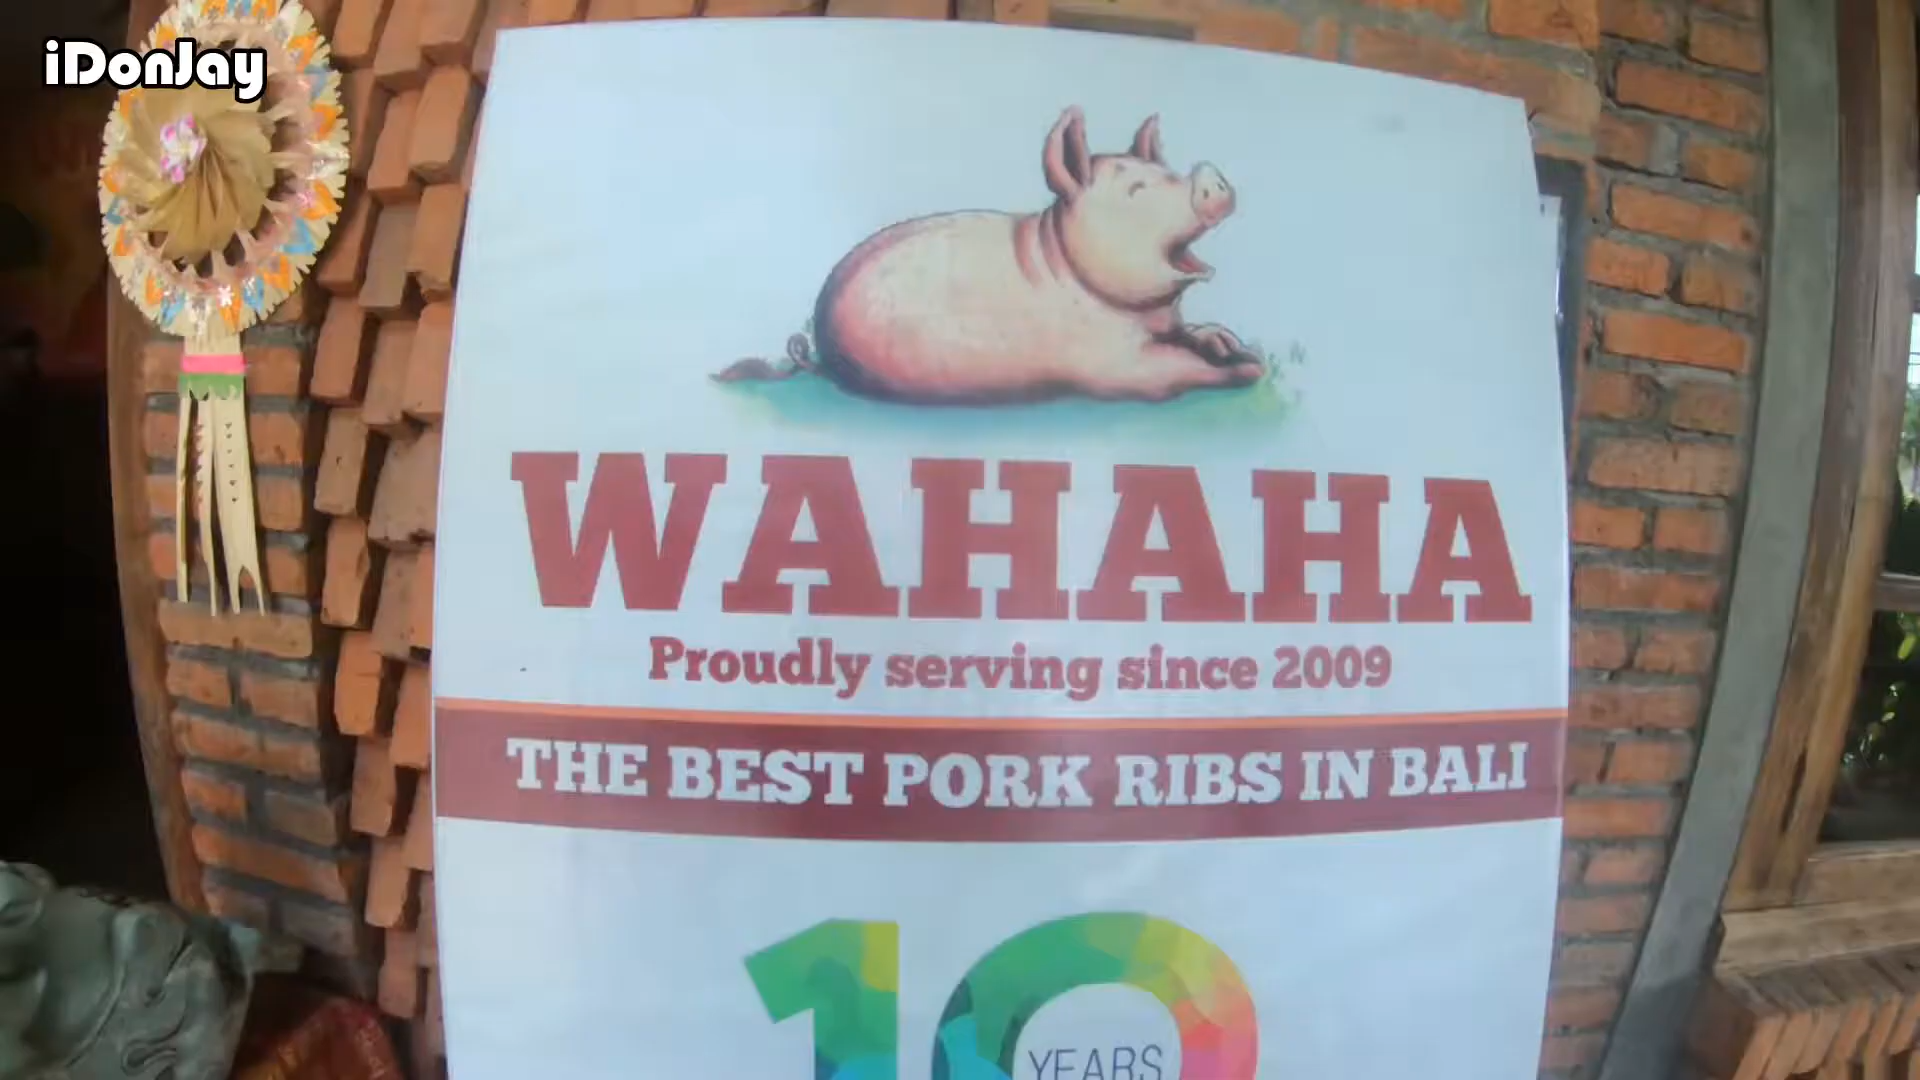 iDonJay
WAHAHA
Proudly serving since 2009
THE BEST PORK RIBS IN BALI
10
YEARS